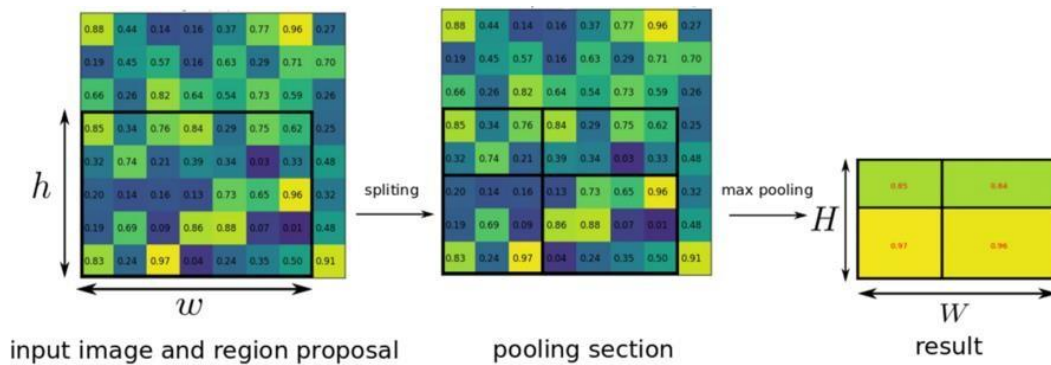 0.88 0.44 0.14 0.16 0.37 0.77 0.96 0.27
0.19 0.45 0.57 0.16 0.63 0.29 0.71 0.70
0.66 0.26 0.82 0.64 0.54 0.73 0.59 0.26
0.85 0.34 0.76 0.84 0.29 0.75 0.62 0.25
0.32 0.74 0.21 0.39 0.34 0.03 0.33 0.48
0.20 0.14 0.16 0.13 0.73 0.65 0.96 0.32
0.19 0.69 0.09 0.86 0.88 0.07 0.01 0.48
0.83 0.24 0.97 0.04 0.24 0.35 0.50 0.91
h
w
input image and region proposal
spliting
0.88 0.44 0.14 0.16 0.37 0.77 0.96 0.27
0.19 0.45 0.57 0.16 0.63 0.29 0.71 0.70
0.66 0.26 0.82 0.64 0.54 0.73 0.59 0.26
0.85 0.34 0.76 0.84 0.29 0.75 0.62 0.25
0.32 0.74 0.21 0.39 0.34 0.03 0.33 0.48
0.20 0.14 0.16 0.13 0.73 0.65 0.96 0.32
0.19 0.69 0.09 0.86 0.88 0.07 0.01 0.48
0.83 0.24 0.97 0.04 0.24 0.35 0.50 0.91
pooling section
max pooling
0.85 0.84
0.97 0.96
H
W
result